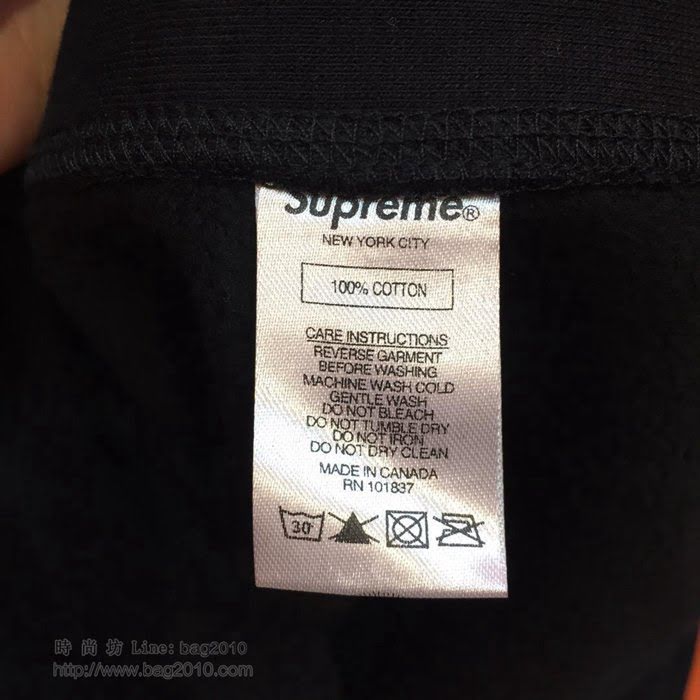 Supreme®
NEW YORK CITY
100% COTTON
CARE INSTRUCTIONS
REVERSE GARMENT
BEFORE WASHING
MACHINE WASH COLD
GENTLE WASH
DO NOT BLEACH
DO NOT TUMBLE DRY
DO NOT IRON
DO NOT DRY CLEAN
MADE IN CANADA
RN 101837
30
時尚坊 Line: bag2010
http://www.bag2010.com/